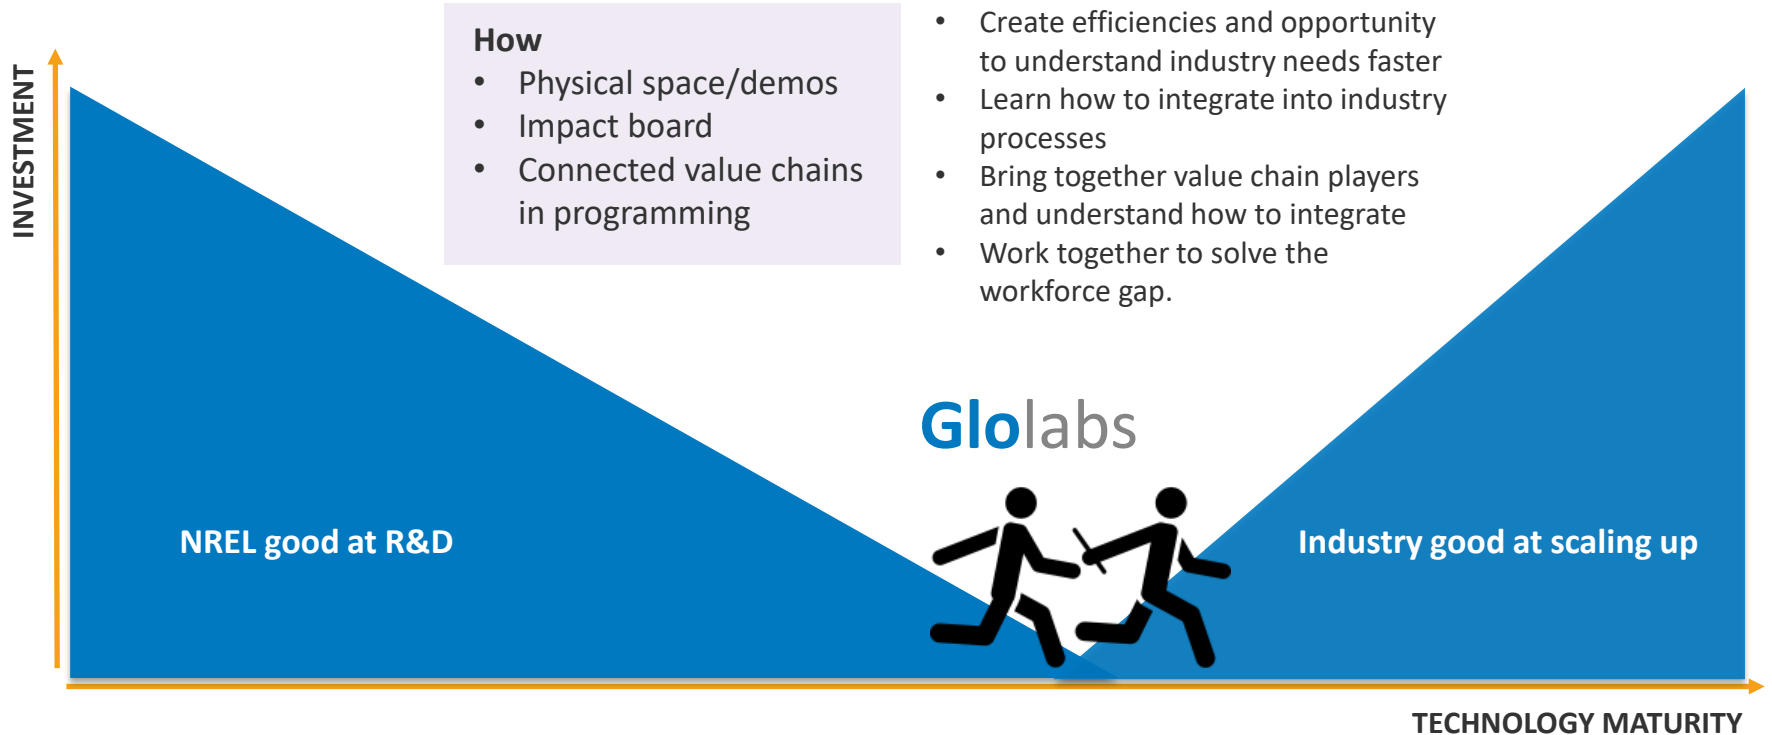 How
• Physical space/demos
• Impact board
• Connected value chains
in programming
• Create efficiencies and opportunity
to understand industry needs faster
• Learn how to integrate into industry
processes
• Bring together value chain players
and understand how to integrate
• Work together to solve the
workforce gap.
INVESTMENT
Glolabs
NREL good at R&D
Industry good at scaling up
TECHNOLOGY MATURITY